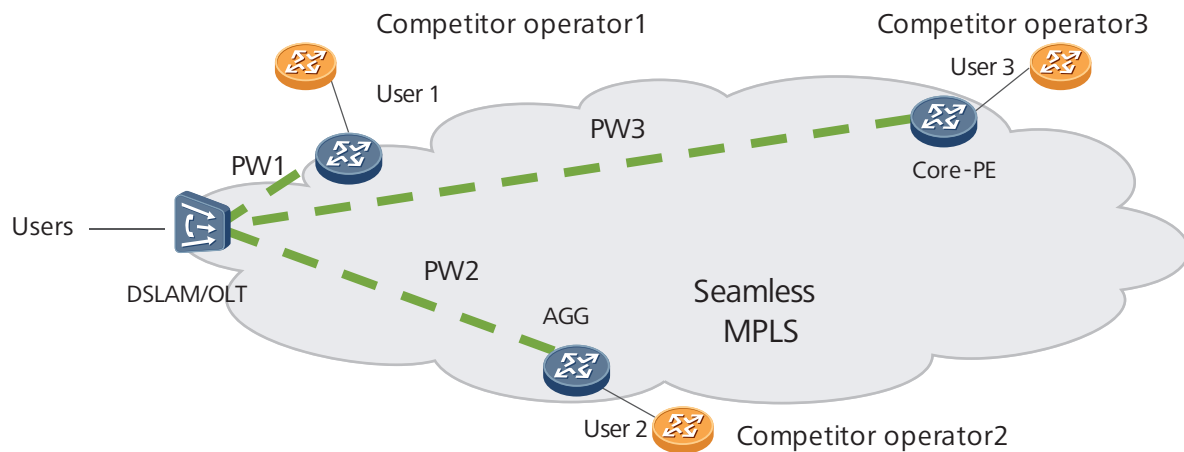 Competitor operator1
Competitor operator3
User 3
User 1
PW3
PW1
Core-PE
Users
PW2
DSLAM/OLT
Seamless
MPLS
AGG
User 2
Competitor operator2